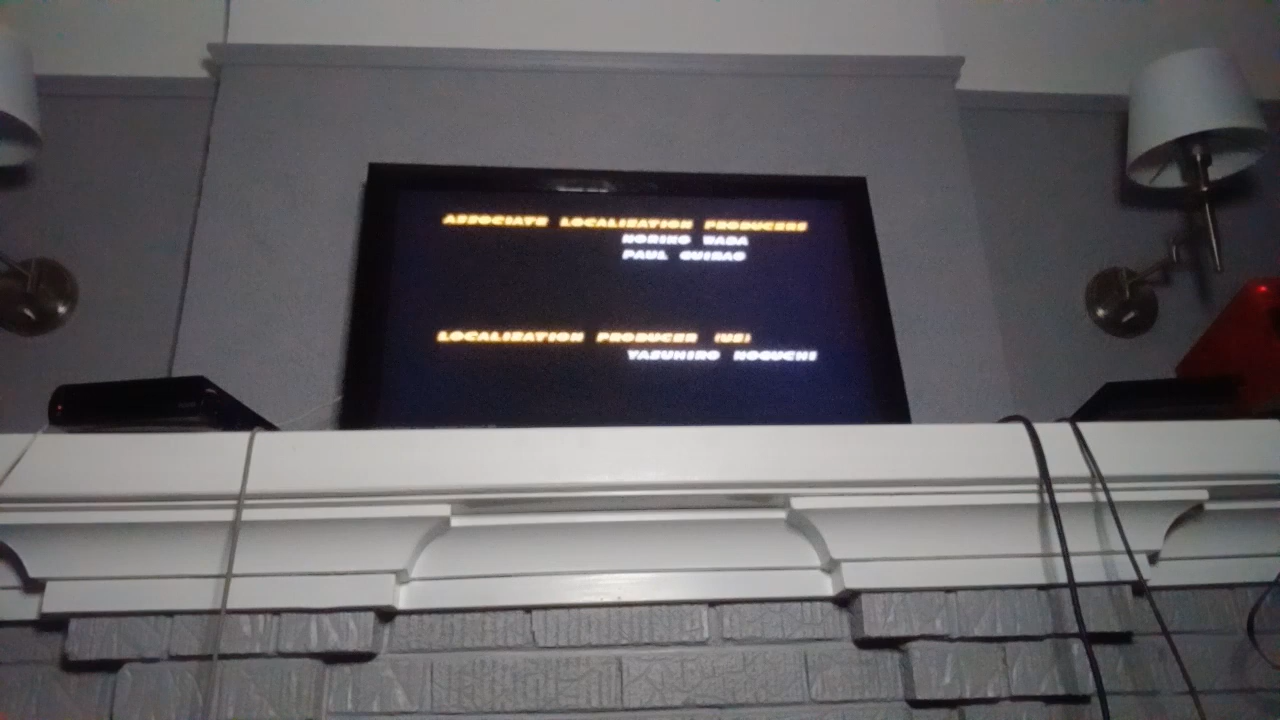 ASSOCIATE LOCALIZATION PRODUCERS
NORIKO WADA
PAUL GUIRAO
LOCALIZATION PRODUCER (US)
YASUHIRO NOGUCHI